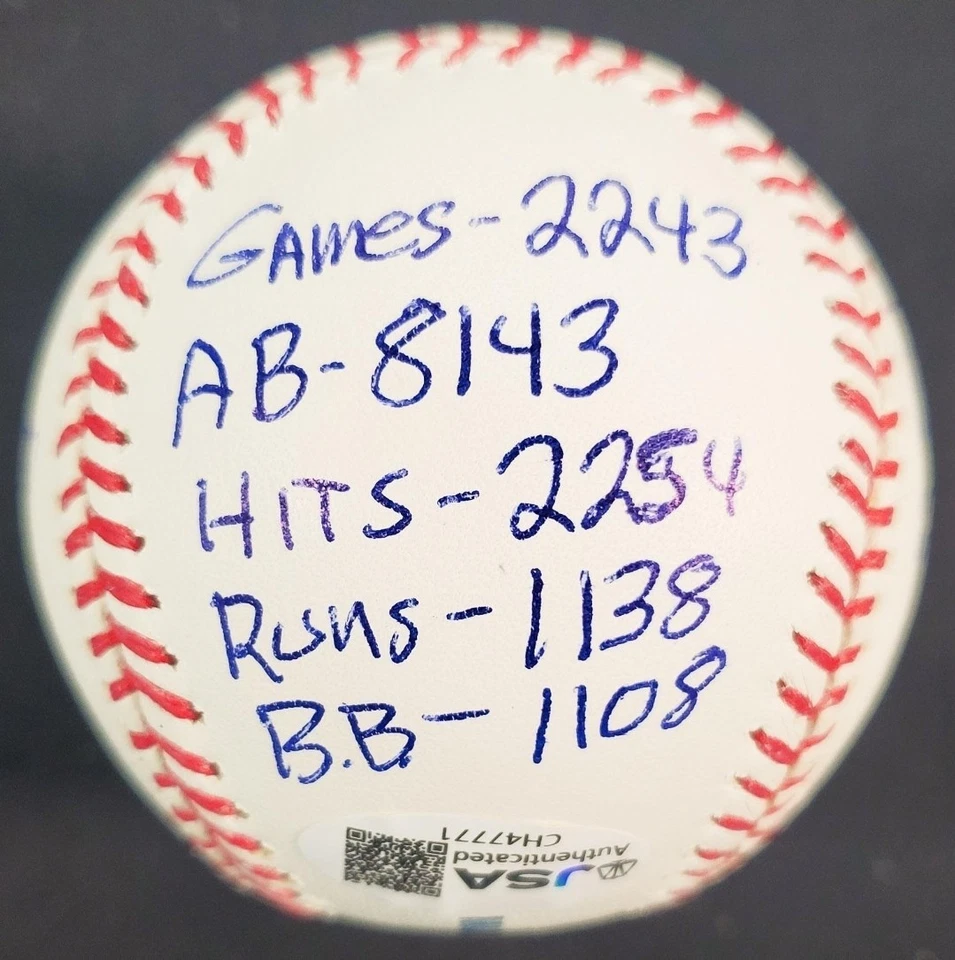 GAMES-2243
AB-8143
HITS-2254
RUNS-1138
B.B-1108
CH47771
Authenticated
JSA